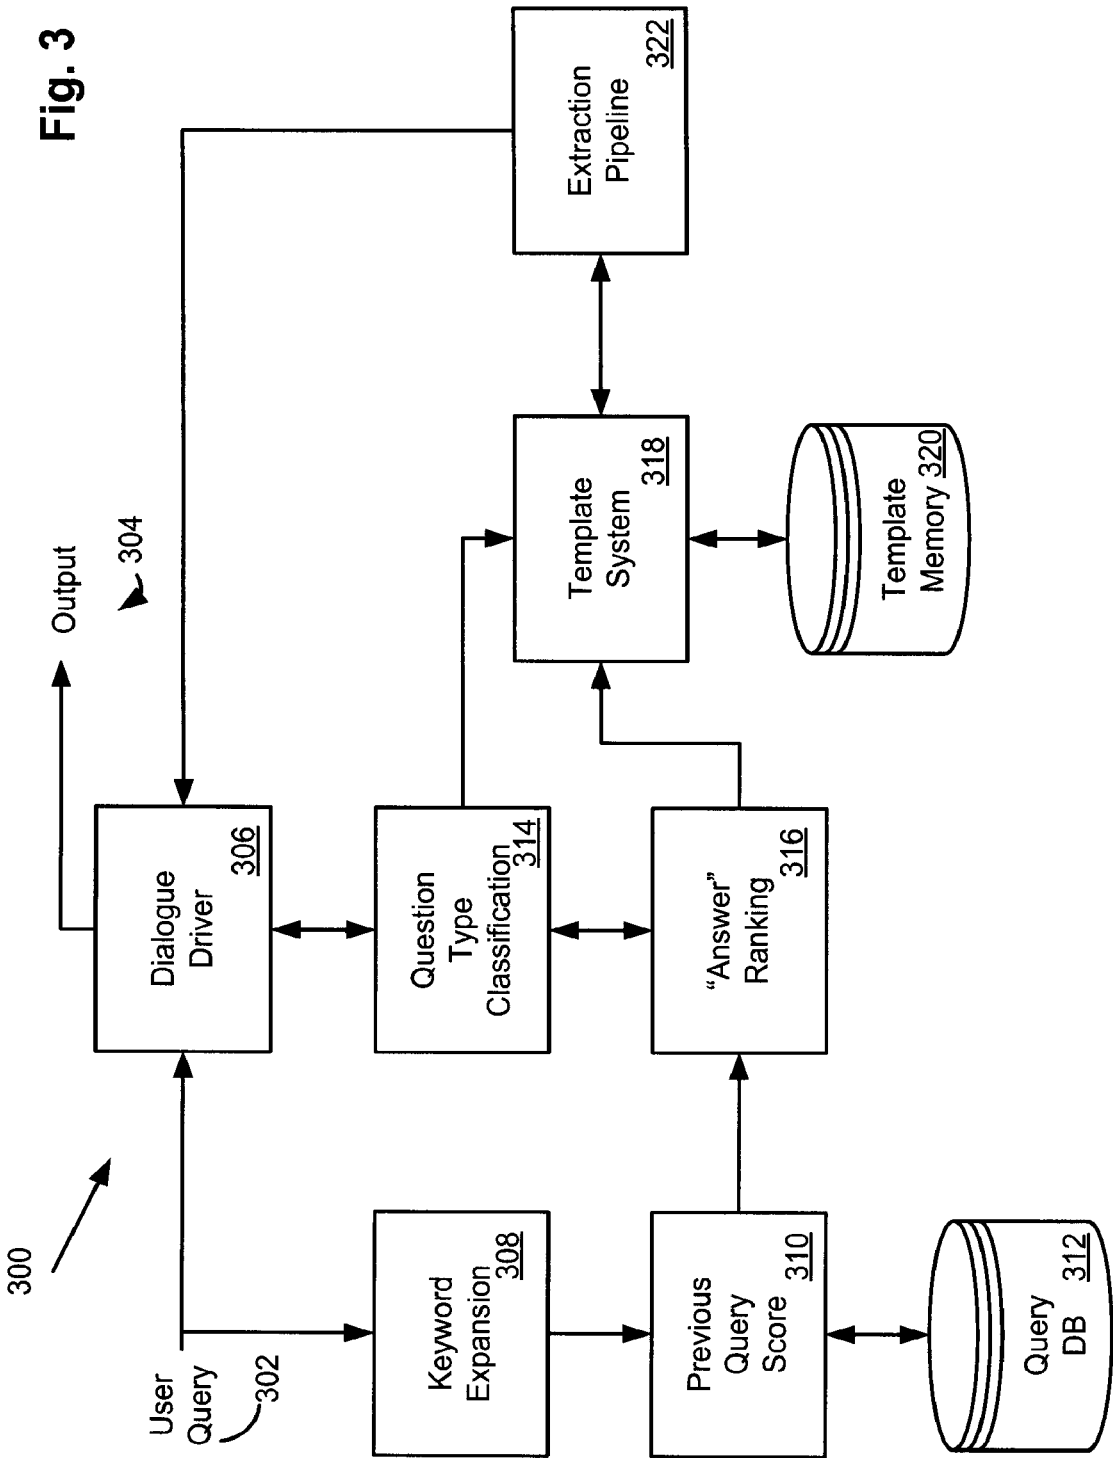 Fig. 3
300
User
Query
302
Output
304
Dialogue
Driver
306
Keyword
Expansion
308
Question
Type
Classification
314
Previous
Query
Score
310
“Answer”
Ranking
316
Template
System
318
Extraction
Pipeline
322
Query
DB
312
Template
Memory
320